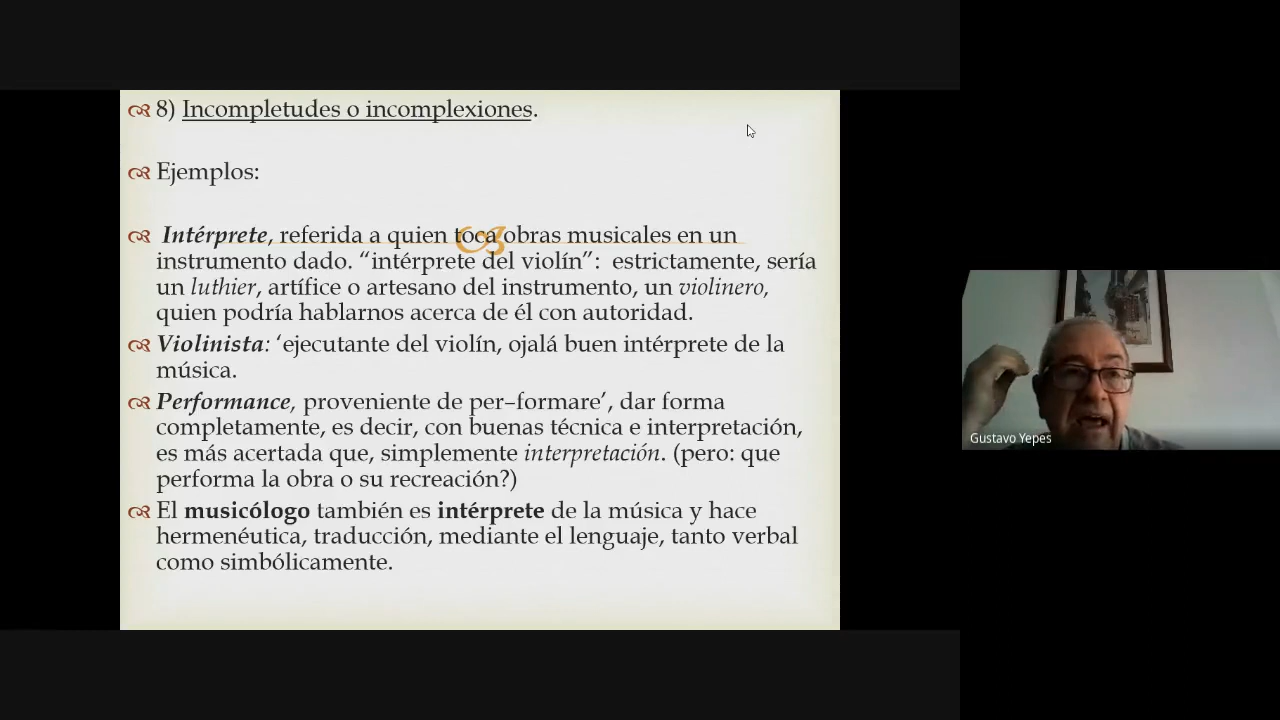 8) Incompletudes o incomplexiones.
Ejemplos:
Intérprete, referida a quien toca obras musicales en un
instrumento dado. “intérprete del violín”: estrictamente, sería
un luthier, artífice o artesano del instrumento, un violinero,
quien podría hablarnos acerca de él con autoridad.
Violinista: ‘ejecutante del violín, ojalá buen intérprete de la
música.
Performance, proveniente de per–formare’, dar forma
completamente, es decir, con buenas técnica e interpretación,
es más acertada que, simplemente interpretación. (pero: que
performa la obra o su recreación?)
El musicólogo también es intérprete de la música y hace
hermenéutica, traducción, mediante el lenguaje, tanto verbal
como simbólicamente.
Gustavo Yepes